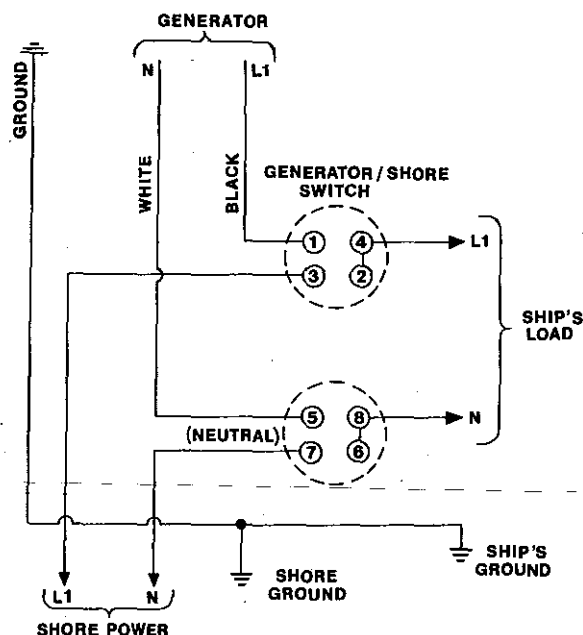 GENERATOR
N
L1
GROUND
WHITE
BLACK
GENERATOR/SHORE
SWITCH
1
4
L1
3
2
SHIP'S
LOAD
5
8
N
(NEUTRAL)
7
6
SHORE
GROUND
SHIP'S
GROUND
L1
N
SHORE POWER